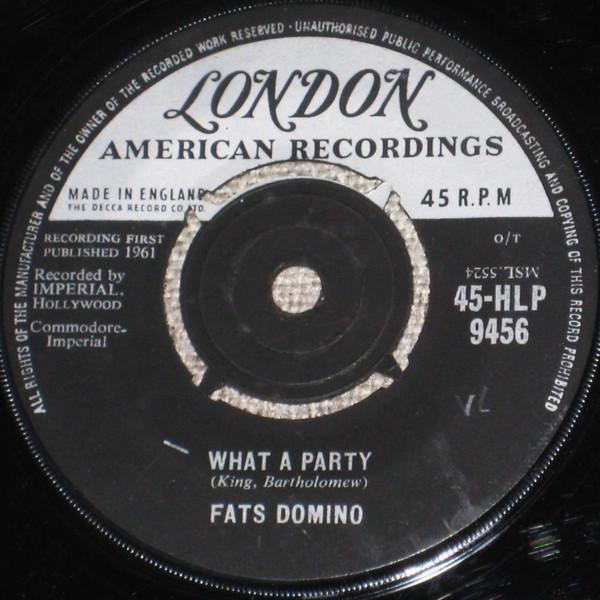 ALL RIGHTS OF THE MANUFACTURER AND OF THE OWNER OF THE RECORDED WORK RESERVED · UNAUTHORISED PUBLIC PERFORMANCE BROADCASTING AND COPYING OF THIS RECORD PROHIBITED
LONDON
AMERICAN RECORDINGS
MADE IN ENGLAND
THE DECCA RECORD CO. LTD.
45 R.P.M
RECORDING FIRST
PUBLISHED 1961
Recorded by
IMPERIAL,
HOLLYWOOD
Commodore-
Imperial
O/T
MSL.5524
45-HLP
9456
VL
WHAT A PARTY
(King, Bartholomew)
FATS DOMINO